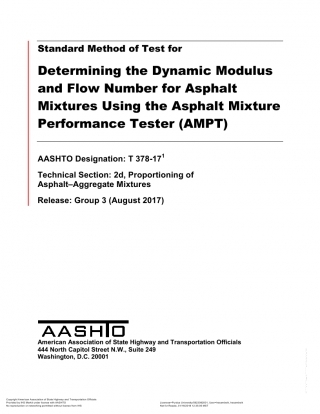 Standard Method of Test for
Determining the Dynamic Modulus
and Flow Number for Asphalt
Mixtures Using the Asphalt Mixture
Performance Tester (AMPT)
AASHTO Designation: T 378-17¹
Technical Section: 2d, Proportioning of
Asphalt–Aggregate Mixtures
Release: Group 3 (August 2017)
AASHTO
American Association of State Highway and Transportation Officials
444 North Capitol Street N.W., Suite 249
Washington, D.C. 20001